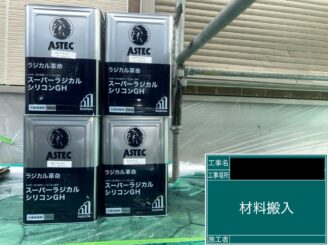 ASTEC
ラジカル革命
スーパーラジカル
シリコンGH
ASTEC
ラジカル革命
スーパーラジカル
シリコンGH
ASTEC
ラジカル革命
スーパーラジカル
シリコンGH
ASTEC
ラジカル革命
スーパーラジカル
シリコンGH
工事名
工事場所
材料搬入
施工者